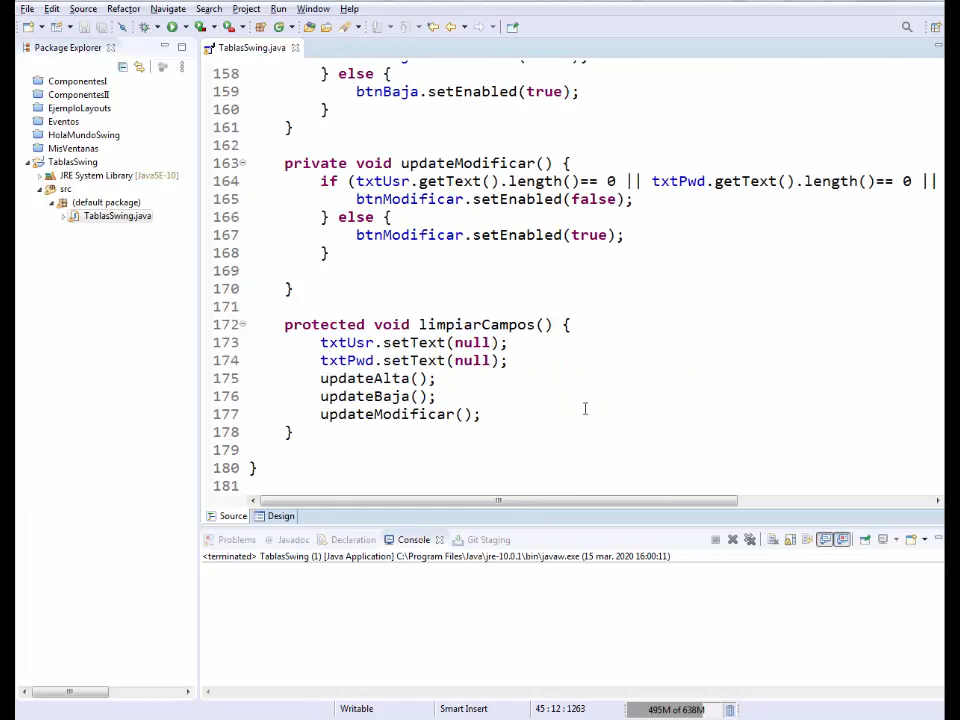 File Edit Source Refactor Navigate Search Project Run Window Help
Package Explorer
TablasSwing.java
ComponentesI
ComponentesII
EjemploLayouts
Eventos
HolaMundoSwing
MisVentanas
TablasSwing
JRE System Library [JavaSE-10]
src
(default package)
TablasSwing.java
158 } else {
159 btnBaja.setEnabled(true);
160 }
161 }
162
163 private void updateModificar() {
164 if (txtUsr.getText().length()== 0 || txtPwd.getText().length()== 0 ||
165 btnModificar.setEnabled(false);
166 } else {
167 btnModificar.setEnabled(true);
168 }
169
170 }
171
172 protected void limpiarCampos() {
173 txtUsr.setText(null);
174 txtPwd.setText(null);
175 updateAlta();
176 updateBaja();
177 updateModificar();
178 }
179
180 }
181
Source Design
Problems Javadoc Declaration Console Git Staging
<terminated> TablasSwing (1) [Java Application] C:\Program Files\Java\jre-10.0.1\bin\javaw.exe (15 mar. 2020 16:00:11)
Writable Smart Insert 45 : 12 : 1263 495M of 638M